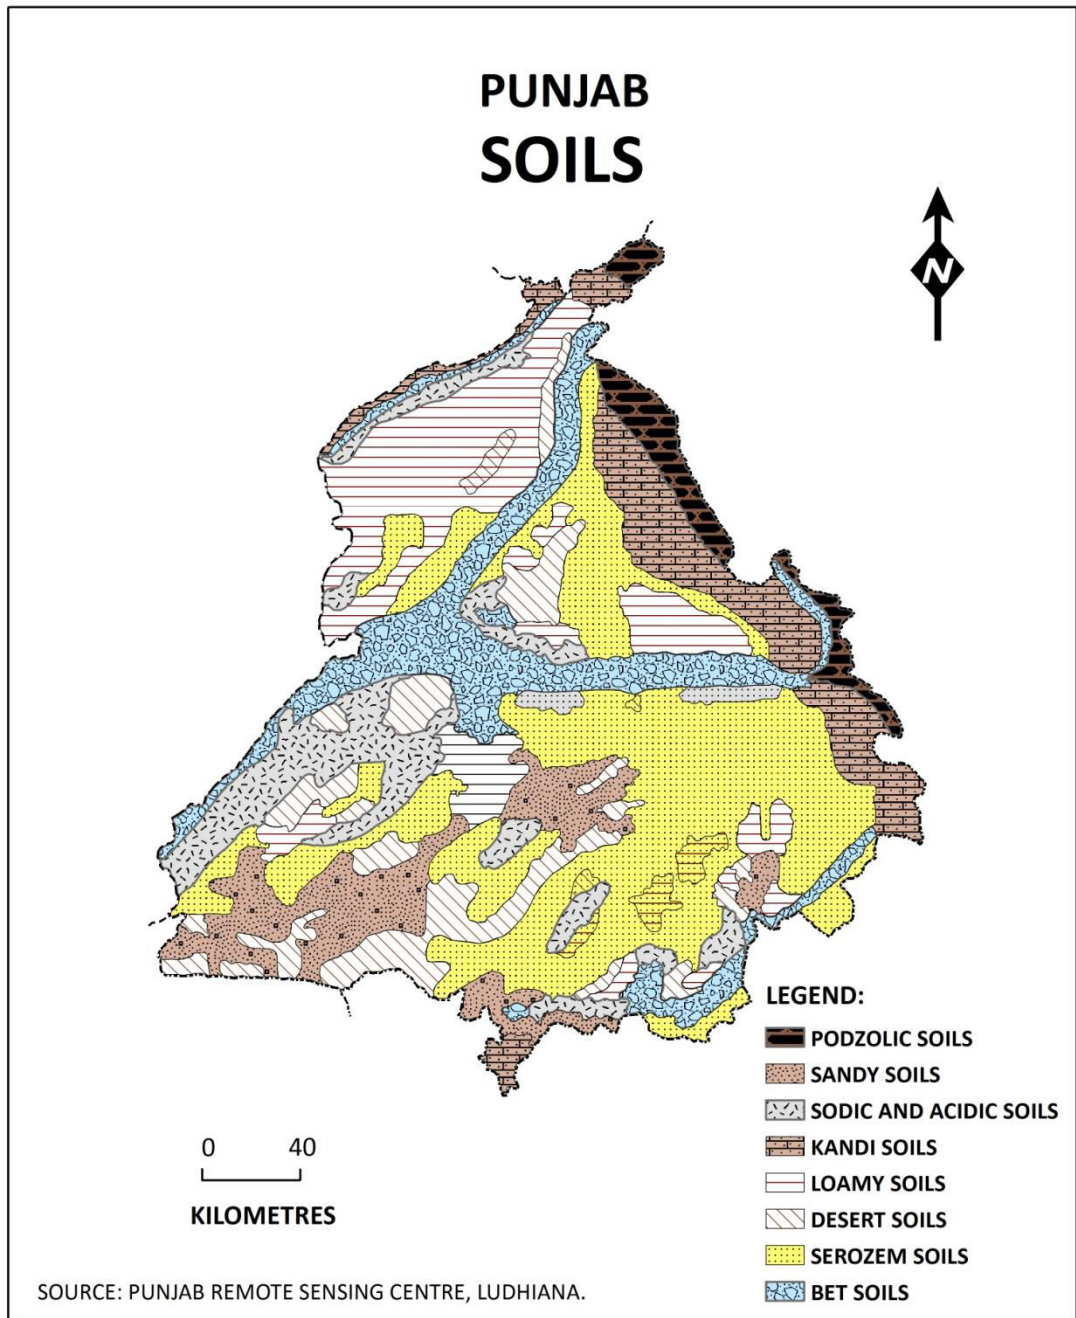 PUNJAB
SOILS
N
LEGEND:
PODZOLIC SOILS
SANDY SOILS
SODIC AND ACIDIC SOILS
KANDI SOILS
LOAMY SOILS
DESERT SOILS
SEROZEM SOILS
BET SOILS
0 40
KILOMETRES
SOURCE: PUNJAB REMOTE SENSING CENTRE, LUDHIANA.